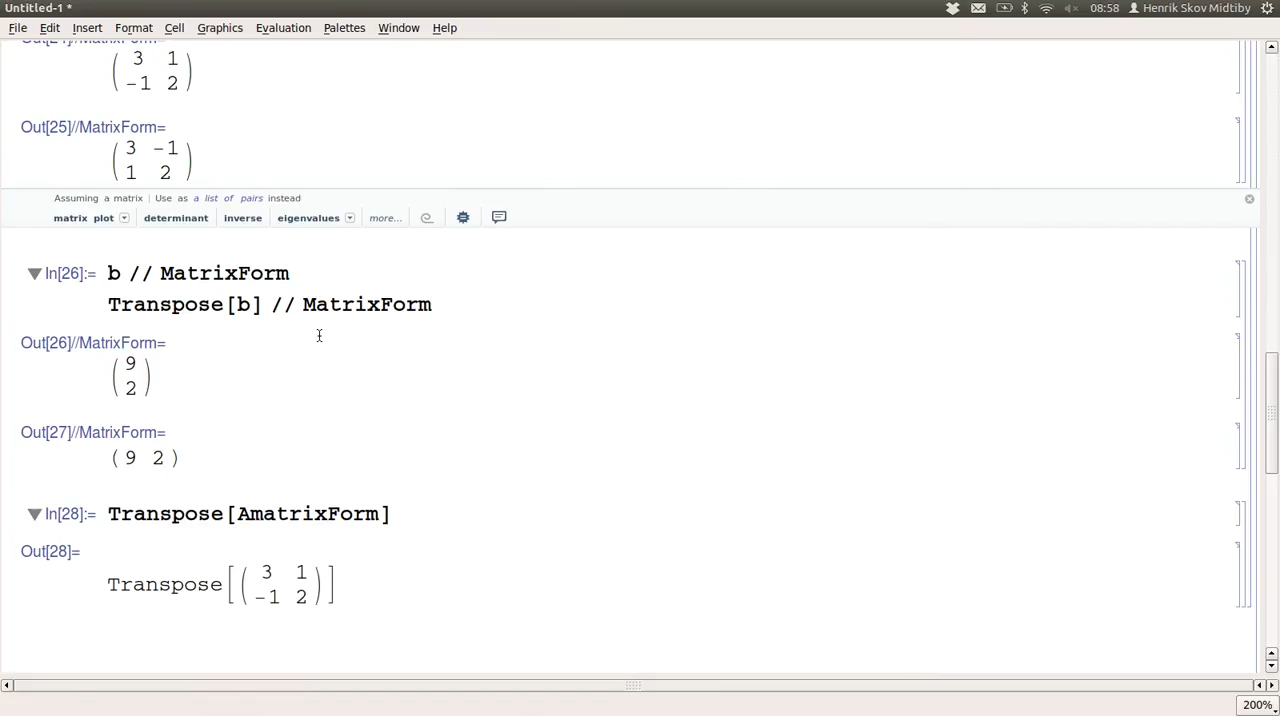 Untitled-1 *
08:58 Henrik Skov Midtiby
File Edit Insert Format Cell Graphics Evaluation Palettes Window Help
Out[24]//MatrixForm=
( 3 1
-1 2 )
Out[25]//MatrixForm=
( 3 -1
1 2 )
Assuming a matrix | Use as a list of pairs instead
matrix plot determinant inverse eigenvalues more...
In[26]:= b // MatrixForm
Transpose[b] // MatrixForm
Out[26]//MatrixForm=
( 9
2 )
Out[27]//MatrixForm=
( 9 2 )
In[28]:= Transpose[AmatrixForm]
Out[28]=
Transpose[( 3 1
-1 2 )]
200%